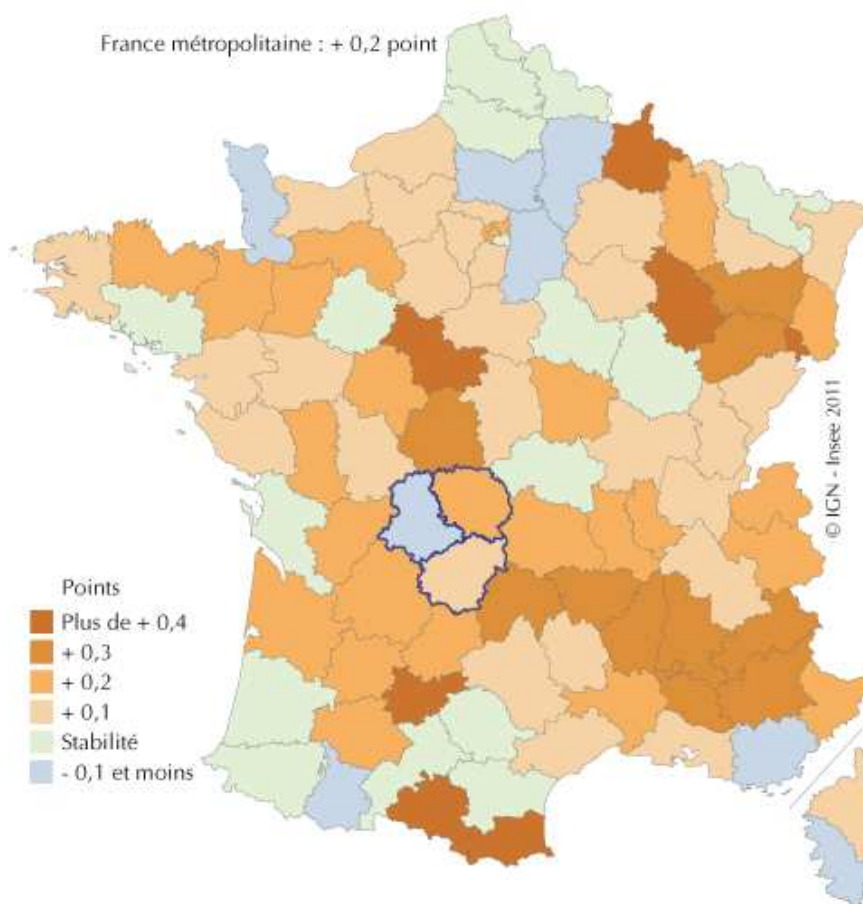 France métropolitaine : + 0,2 point
© IGN - Insee 2011
Points
Plus de + 0,4
+ 0,3
+ 0,2
+ 0,1
Stabilité
- 0,1 et moins